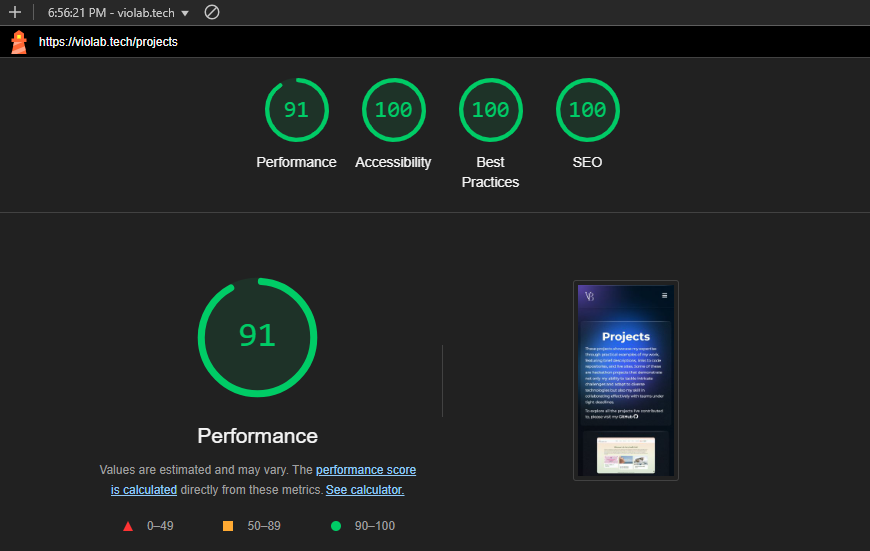 6:56:21 PM - violab.tech
https://violab.tech/projects
91
100
100
100
Performance
Accessibility
Best
Practices
SEO
91
Performance
Values are estimated and may vary. The performance score
is calculated directly from these metrics. See calculator.
0–49
50–89
90–100
Projects
These projects showcase my expertise
through practical examples of my work,
featuring brief descriptions, links to code
repositories, and live sites. Some of these
are hackathon projects that demonstrate
not only my ability to tackle intricate
challenges and adapt to diverse
technologies but also my skill in
collaborating effectively with teams under
tight deadlines.
To explore all the projects I've contributed
to, please visit my GitHub